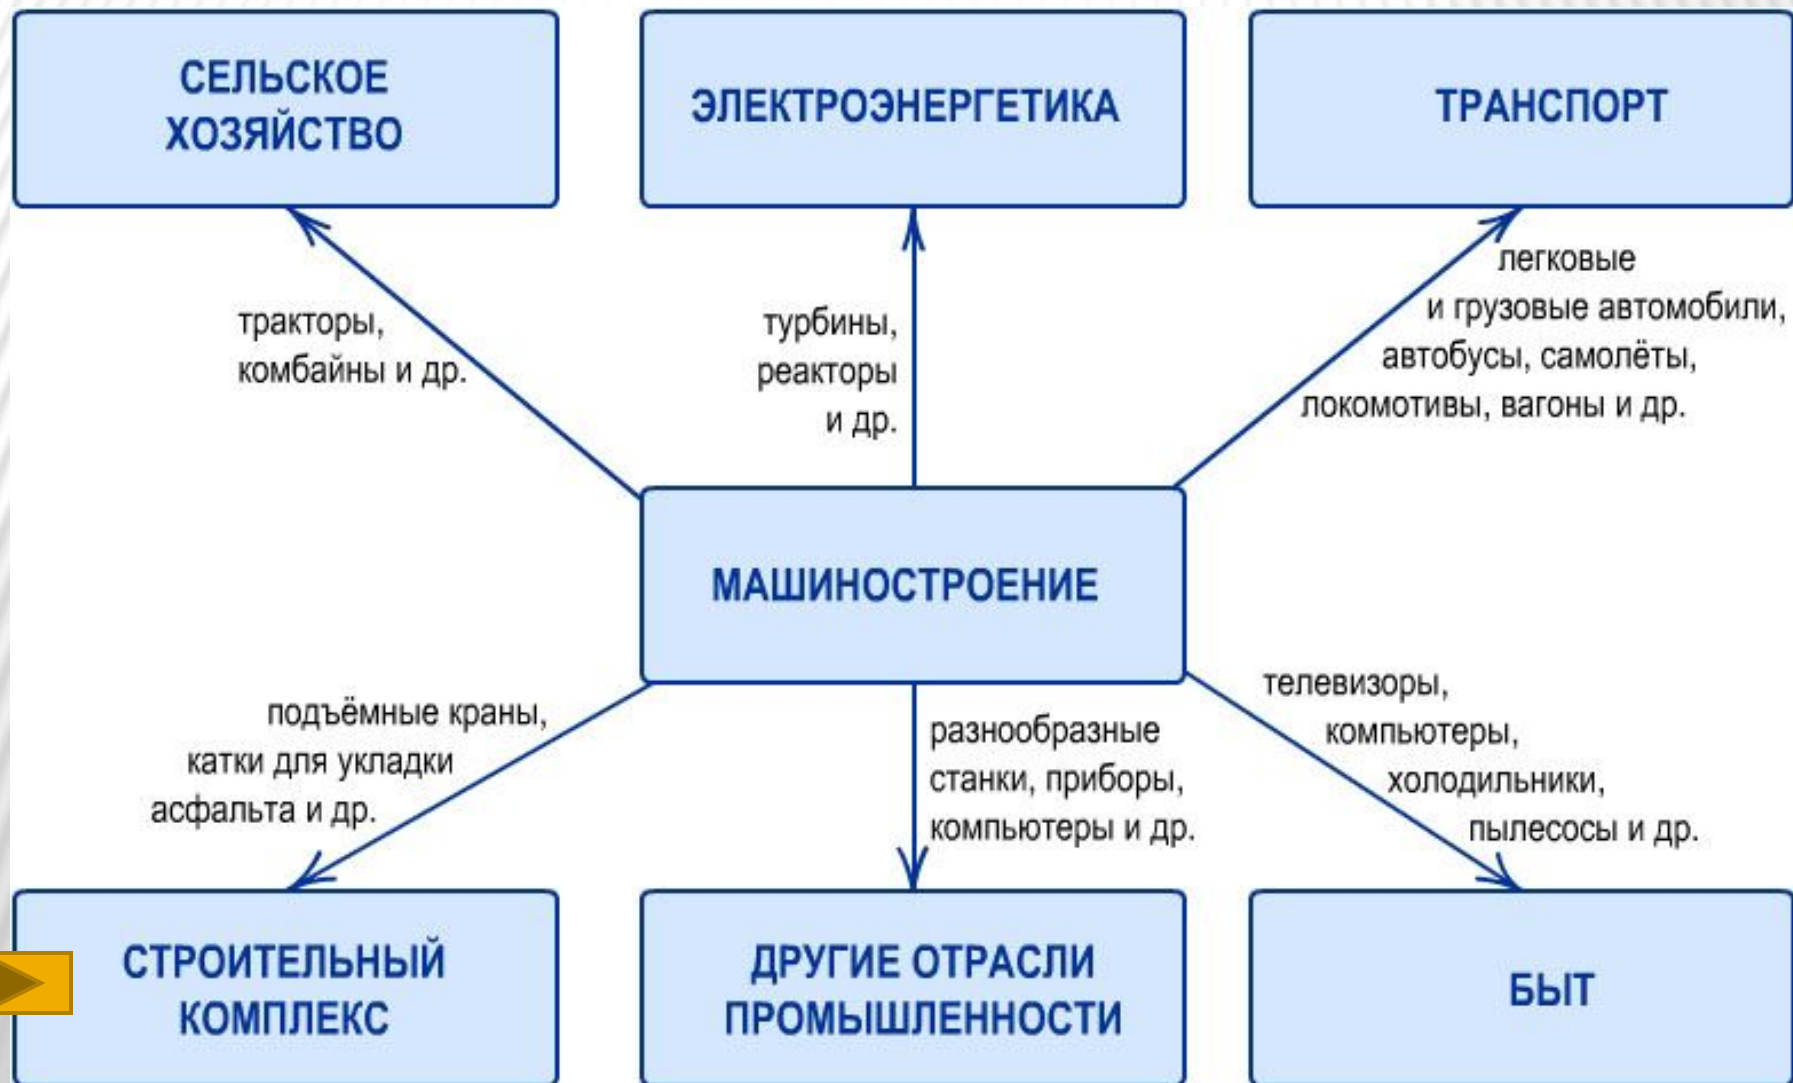 СЕЛЬСКОЕ
ХОЗЯЙСТВО
ЭЛЕКТРОЭНЕРГЕТИКА
ТРАНСПОРТ
тракторы,
комбайны и др.
турбины,
реакторы
и др.
легковые
и грузовые автомобили,
автобусы, самолёты,
локомотивы, вагоны и др.
МАШИНОСТРОЕНИЕ
подъёмные краны,
катки для укладки
асфальта и др.
разнообразные
станки, приборы,
компьютеры и др.
телевизоры,
компьютеры,
холодильники,
пылесосы и др.
СТРОИТЕЛЬНЫЙ
КОМПЛЕКС
ДРУГИЕ ОТРАСЛИ
ПРОМЫШЛЕННОСТИ
БЫТ